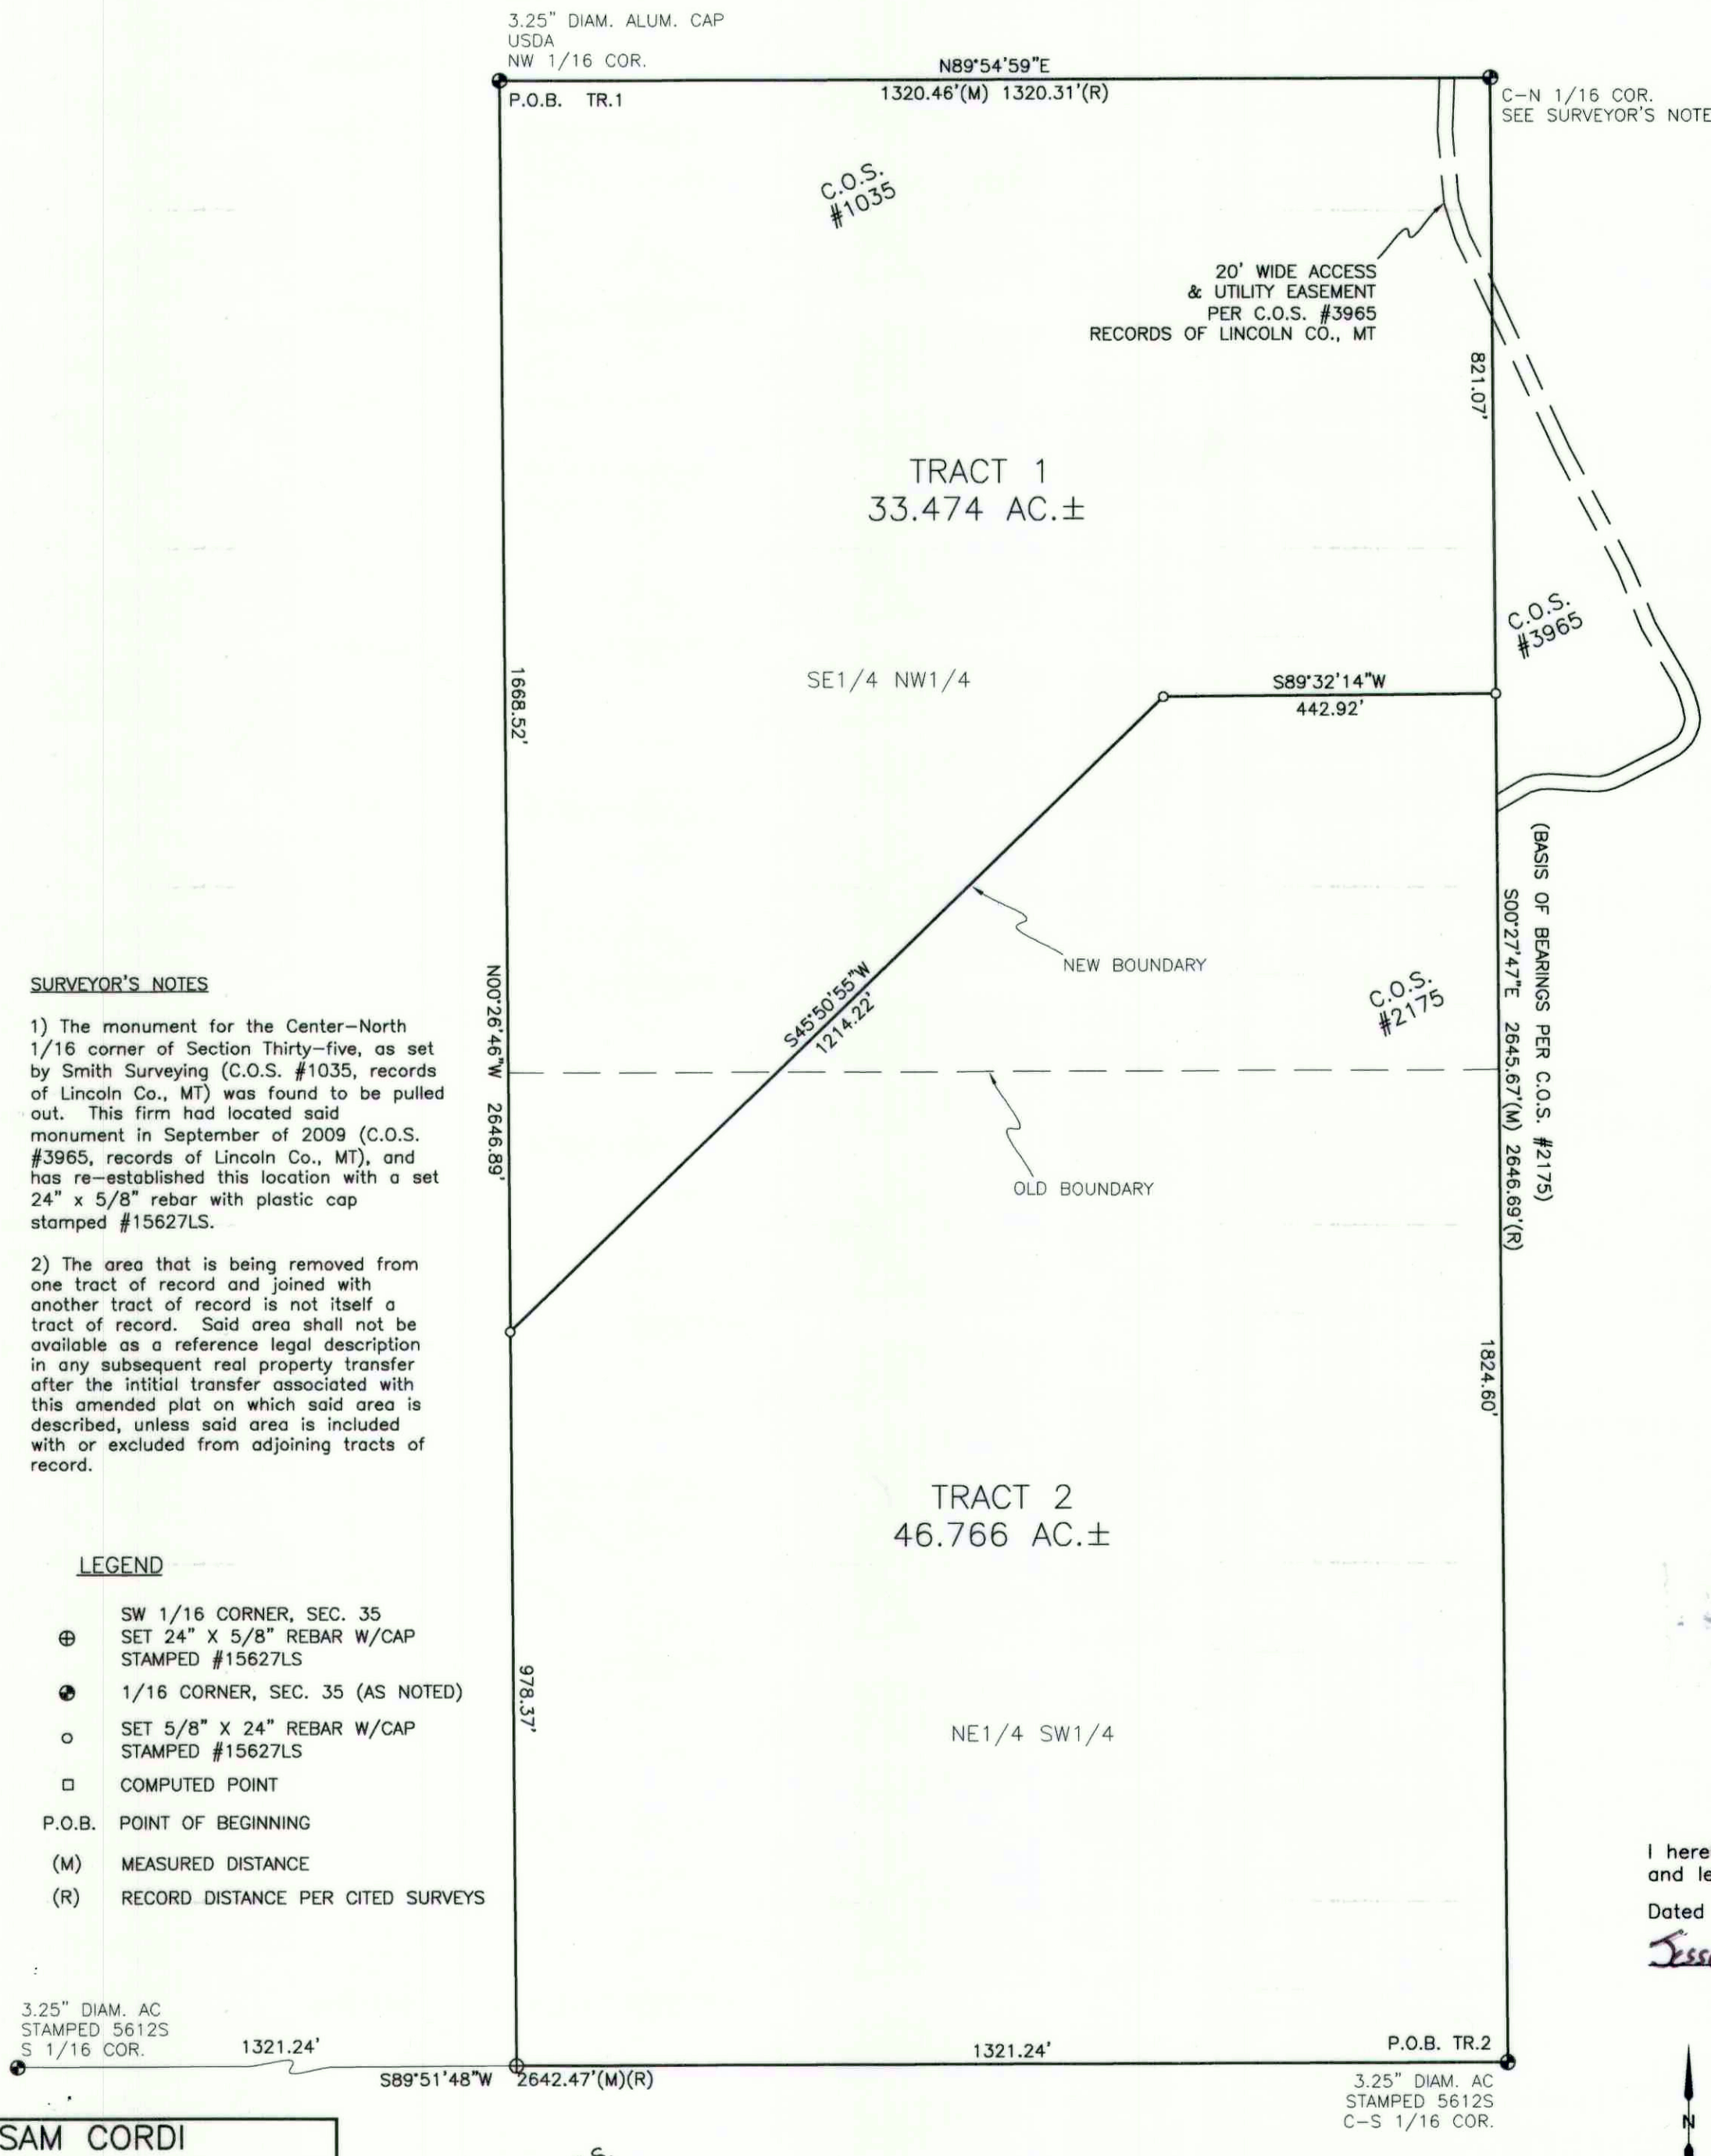 3.25" DIAM. ALUM. CAP
USDA
NW 1/16 COR.
P.O.B. TR.1
N89°54'59"E
1320.46'(M) 1320.31'(R)
C-N 1/16 COR.
SEE SURVEYOR'S NOTE
C.O.S.
#1035
20' WIDE ACCESS
& UTILITY EASEMENT
PER C.O.S. #3965
RECORDS OF LINCOLN CO., MT
821.07'
TRACT 1
33.474 AC.±
C.O.S.
#3965
SE1/4 NW1/4
S89°32'14"W
442.92'
1668.52'
(BASIS OF BEARINGS PER C.O.S. #2175)
S00°27'47"E 2645.67'(M) 2646.69'(R)
NEW BOUNDARY
C.O.S.
#2175
S45°50'55"W
1214.22'
N00°26'46"W 2646.89'
OLD BOUNDARY
SURVEYOR'S NOTES
1) The monument for the Center-North
1/16 corner of Section Thirty-five, as set
by Smith Surveying (C.O.S. #1035, records
of Lincoln Co., MT) was found to be pulled
out. This firm had located said
monument in September of 2009 (C.O.S.
#3965, records of Lincoln Co., MT), and
has re-established this location with a set
24" x 5/8" rebar with plastic cap
stamped #15627LS.
2) The area that is being removed from
one tract of record and joined with
another tract of record is not itself a
tract of record. Said area shall not be
available as a reference legal description
in any subsequent real property transfer
after the intitial transfer associated with
this amended plat on which said area is
described, unless said area is included
with or excluded from adjoining tracts of
record.
1824.60'
TRACT 2
46.766 AC.±
LEGEND
SW 1/16 CORNER, SEC. 35
SET 24" X 5/8" REBAR W/CAP
STAMPED #15627LS
1/16 CORNER, SEC. 35 (AS NOTED)
SET 5/8" X 24" REBAR W/CAP
STAMPED #15627LS
COMPUTED POINT
P.O.B. POINT OF BEGINNING
(M) MEASURED DISTANCE
(R) RECORD DISTANCE PER CITED SURVEYS
978.37'
NE1/4 SW1/4
I here
and le
Dated
Jess
3.25" DIAM. AC
STAMPED 5612S
S 1/16 COR.
1321.24'
S89°51'48"W 2642.47'(M)(R)
1321.24'
P.O.B. TR.2
3.25" DIAM. AC
STAMPED 5612S
C-S 1/16 COR.
N
SAM CORDI